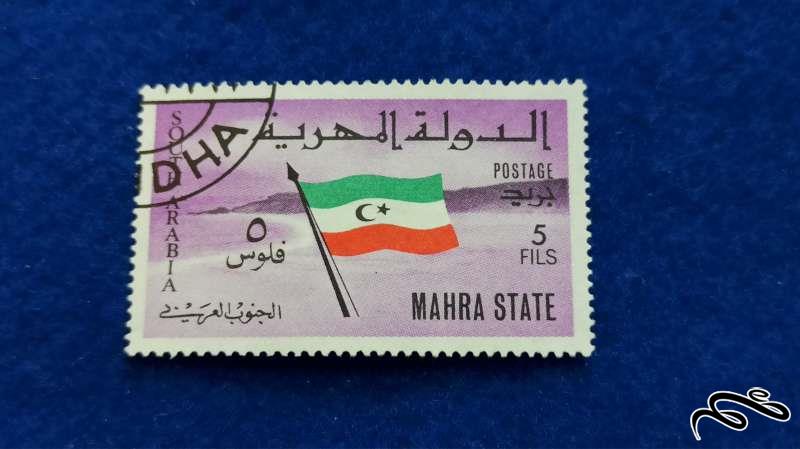 الدولة المهرية
POSTAGE
بريد
SOUTH ARABIA
DHA
5
FILS
٥
فلوس
الجنوب العربي
MAHRA STATE